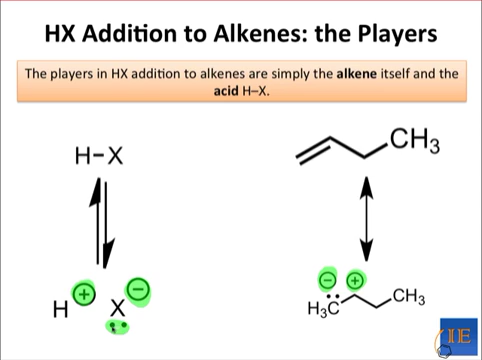 HX Addition to Alkenes: the Players
The players in HX addition to alkenes are simply the alkene itself and the
acid H–X.
H–X
CH₃
H⊕ X⊖
⊖ ⊕
H₃C̈ CH₃
IE